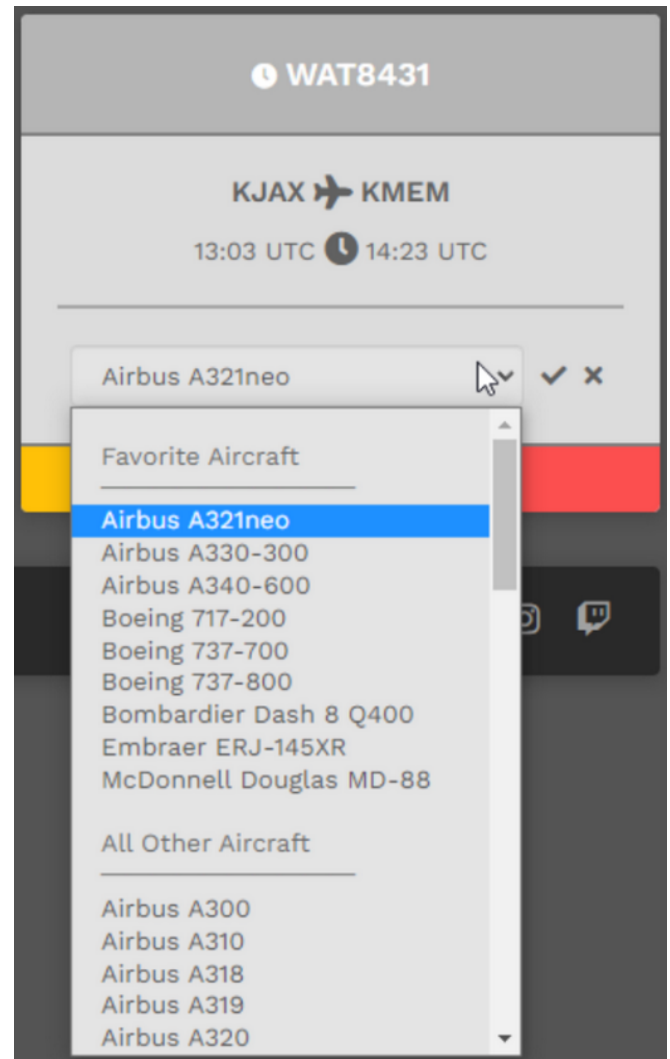 WAT8431
KJAX KMEM
13:03 UTC 14:23 UTC
Airbus A321neo
Favorite Aircraft
Airbus A321neo
Airbus A330-300
Airbus A340-600
Boeing 717-200
Boeing 737-700
Boeing 737-800
Bombardier Dash 8 Q400
Embraer ERJ-145XR
McDonnell Douglas MD-88
All Other Aircraft
Airbus A300
Airbus A310
Airbus A318
Airbus A319
Airbus A320